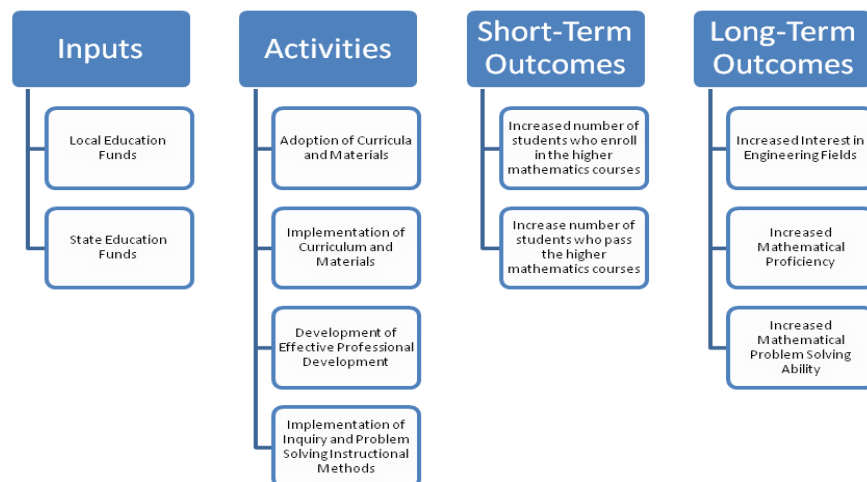 Inputs
Local Education
Funds
State Education
Funds
Activities
Adoption of Curricula
and Materials
Implementation of
Curriculum and
Materials
Development of
Effective Professional
Development
Implementation of
Inquiry and Problem
Solving Instructional
Methods
Short-Term
Outcomes
Increased number of
students who enroll
in the higher
mathematics courses
Increase number of
students who pass
the higher
mathematics courses
Long-Term
Outcomes
Increased Interest in
Engineering Fields
Increased
Mathematical
Proficiency
Increased
Mathematical
Problem Solving
Ability